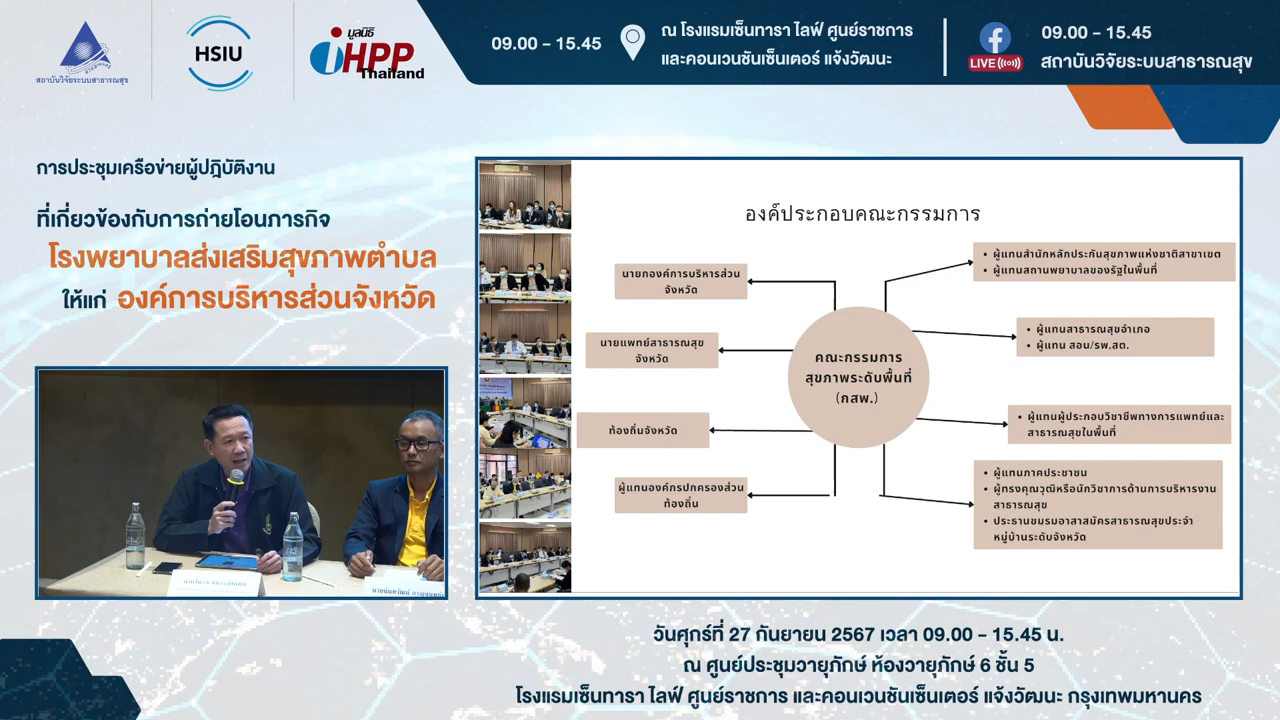 สถาบันวิจัยระบบสาธารณสุข
HSIU
มูลนิธิ
iHPP
Thailand
09.00 - 15.45
ณ โรงแรมเซ็นทารา ไลฟ์ ศูนย์ราชการ
และคอนเวนชันเซ็นเตอร์ แจ้งวัฒนะ
LIVE
09.00 - 15.45
สถาบันวิจัยระบบสาธารณสุข
การประชุมเครือข่ายผู้ปฏิบัติงาน
ที่เกี่ยวข้องกับการถ่ายโอนภารกิจ
โรงพยาบาลส่งเสริมสุขภาพตำบล
ให้แก่ องค์การบริหารส่วนจังหวัด
องค์ประกอบคณะกรรมการ
นายกองค์การบริหารส่วน
จังหวัด
นายแพทย์สาธารณสุข
จังหวัด
ท้องถิ่นจังหวัด
ผู้แทนองค์กรปกครองส่วน
ท้องถิ่น
คณะกรรมการ
สุขภาพระดับพื้นที่
(กสพ.)
• ผู้แทนสำนักหลักประกันสุขภาพแห่งชาติสาขาเขต
• ผู้แทนสถานพยาบาลของรัฐในพื้นที่
• ผู้แทนสาธารณสุขอำเภอ
• ผู้แทน สอน/รพ.สต.
• ผู้แทนผู้ประกอบวิชาชีพทางการแพทย์และ
สาธารณสุขในพื้นที่
• ผู้แทนภาคประชาชน
• ผู้ทรงคุณวุฒิหรือนักวิชาการด้านการบริหารงาน
สาธารณสุข
• ประธานชมรมอาสาสมัครสาธารณสุขประจำ
หมู่บ้านระดับจังหวัด
วันศุกร์ที่ 27 กันยายน 2567 เวลา 09.00 - 15.45 น.
ณ ศูนย์ประชุมวายุภักษ์ ห้องวายุภักษ์ 6 ชั้น 5
โรงแรมเซ็นทารา ไลฟ์ ศูนย์ราชการ และคอนเวนชันเซ็นเตอร์ แจ้งวัฒนะ กรุงเทพมหานคร